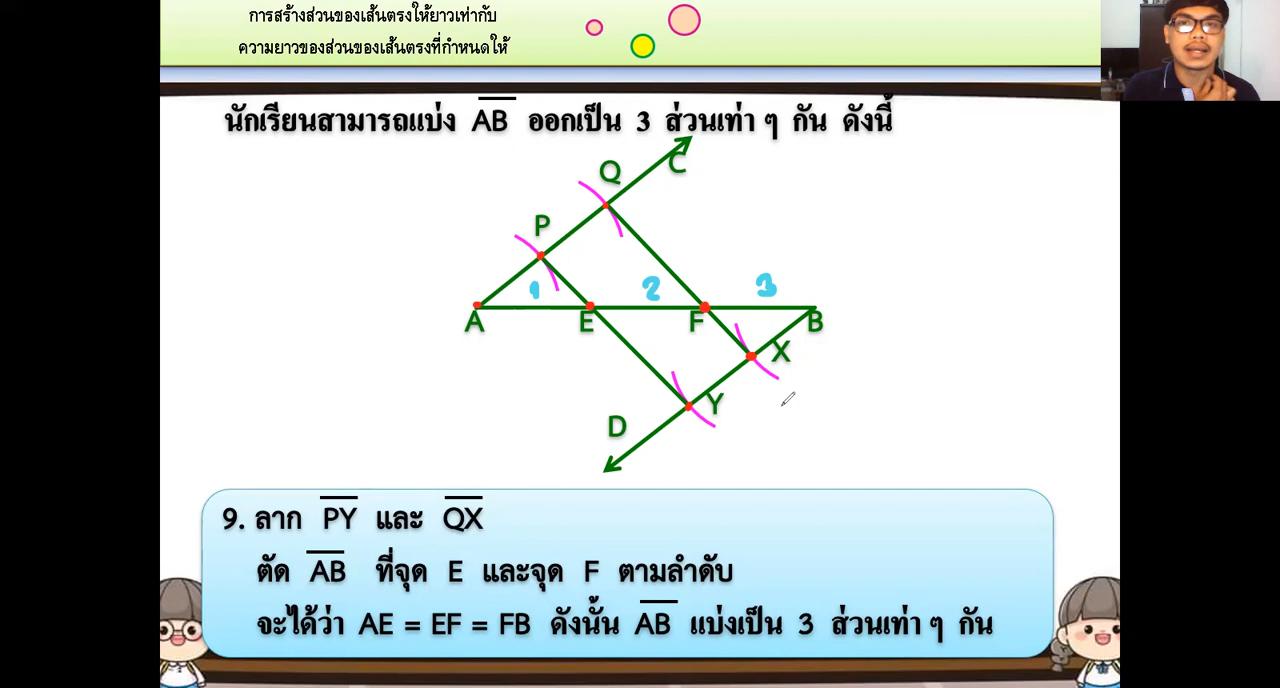 การสร้างส่วนของเส้นตรงให้ยาวเท่ากับ
ความยาวของส่วนของเส้นตรงที่กำหนดให้
นักเรียนสามารถแบ่ง AB ออกเป็น 3 ส่วนเท่า ๆ กัน ดังนี้
C
Q
P
1 2 3
A E F B
X
Y
D
9. ลาก PY และ QX
ตัด AB ที่จุด E และจุด F ตามลำดับ
จะได้ว่า AE = EF = FB ดังนั้น AB แบ่งเป็น 3 ส่วนเท่า ๆ กัน